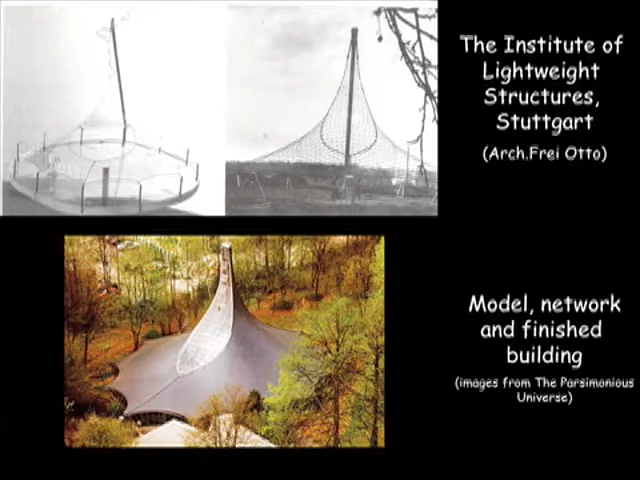 The Institute of
Lightweight
Structures,
Stuttgart
(Arch.Frei Otto)
Model, network
and finished
building
(images from The Parsimonious
Universe)